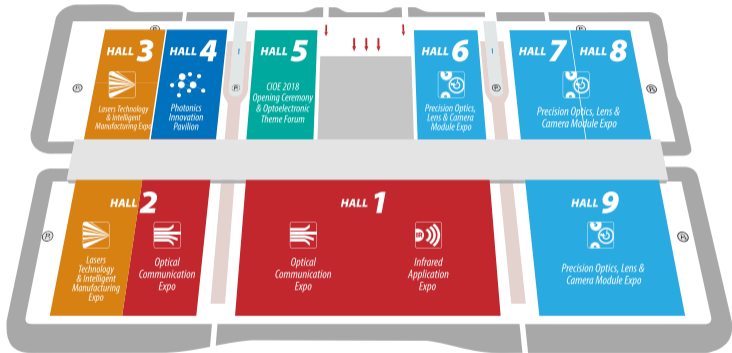 HALL 3
Lasers Technology
& Intelligent
Manufacturing Expo
HALL 4
Photonics
Innovation
Pavilion
HALL 5
CIOE 2018
Opening Ceremony
& Optoelectronic
Theme Forum
HALL 6
Precision Optics,
Lens & Camera
Module Expo
HALL 7
HALL 8
Precision Optics, Lens &
Camera Module Expo
HALL 2
Lasers
Technology
& Intelligent
Manufacturing
Expo
Optical
Communication
Expo
HALL 1
Optical
Communication
Expo
Infrared
Application
Expo
HALL 9
Precision Optics, Lens &
Camera Module Expo